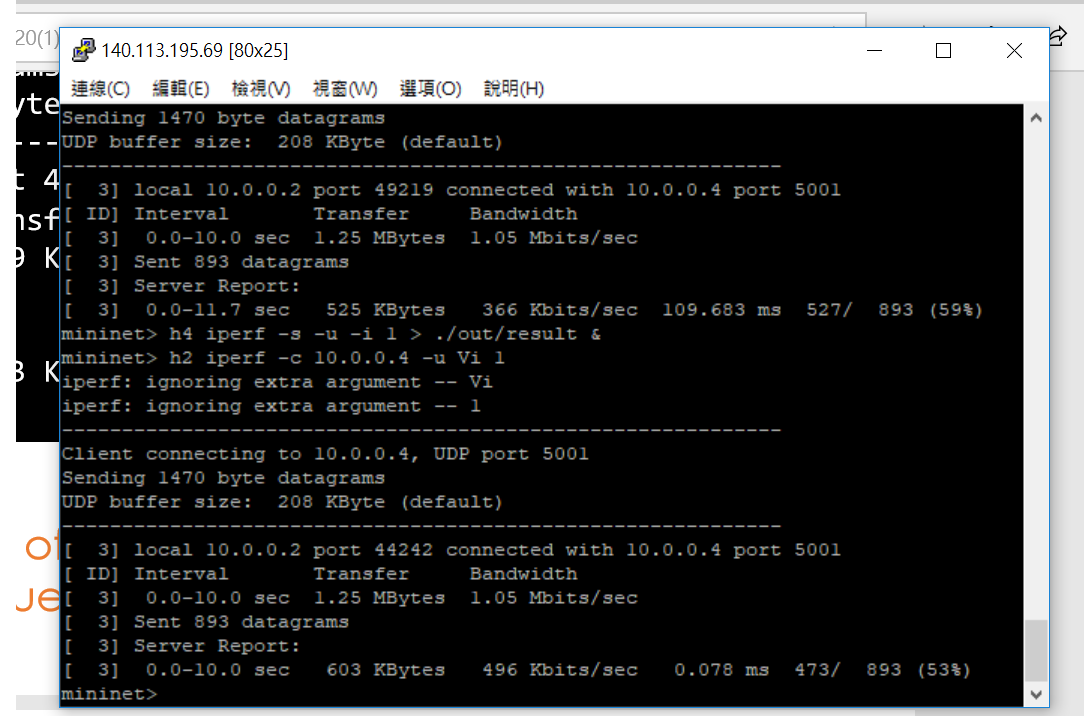 20(1)
140.113.195.69 [80x25]
連線(C) 編輯(E) 檢視(V) 視窗(W) 選項(O) 說明(H)
Sending 1470 byte datagrams
UDP buffer size:  208 KByte (default)
------------------------------------------------------------
[  3] local 10.0.0.2 port 49219 connected with 10.0.0.4 port 5001
[ ID] Interval       Transfer     Bandwidth
[  3]  0.0-10.0 sec  1.25 MBytes  1.05 Mbits/sec
[  3] Sent 893 datagrams
[  3] Server Report:
[  3]  0.0-11.7 sec   525 KBytes   366 Kbits/sec  109.683 ms  527/  893 (59%)
mininet> h4 iperf -s -u -i 1 > ./out/result &
mininet> h2 iperf -c 10.0.0.4 -u Vi 1
iperf: ignoring extra argument -- Vi
iperf: ignoring extra argument -- 1
------------------------------------------------------------
Client connecting to 10.0.0.4, UDP port 5001
Sending 1470 byte datagrams
UDP buffer size:  208 KByte (default)
------------------------------------------------------------
[  3] local 10.0.0.2 port 44242 connected with 10.0.0.4 port 5001
[ ID] Interval       Transfer     Bandwidth
[  3]  0.0-10.0 sec  1.25 MBytes  1.05 Mbits/sec
[  3] Sent 893 datagrams
[  3] Server Report:
[  3]  0.0-10.0 sec   603 KBytes   496 Kbits/sec   0.078 ms  473/  893 (53%)
mininet>